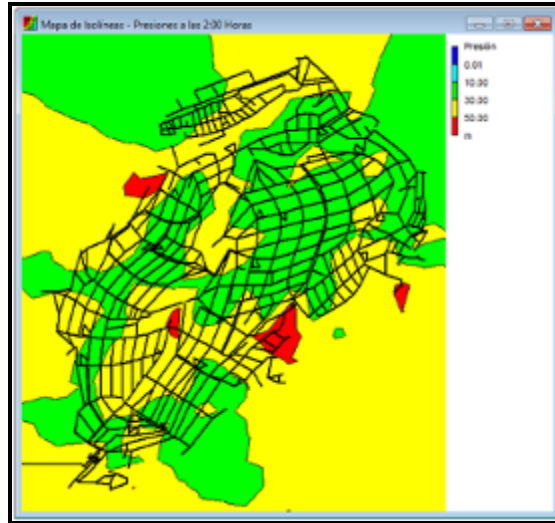 Mapa de Isolíneas - Presiones a las 2:00 Horas
Presión
0.01
10.00
30.00
50.00
m